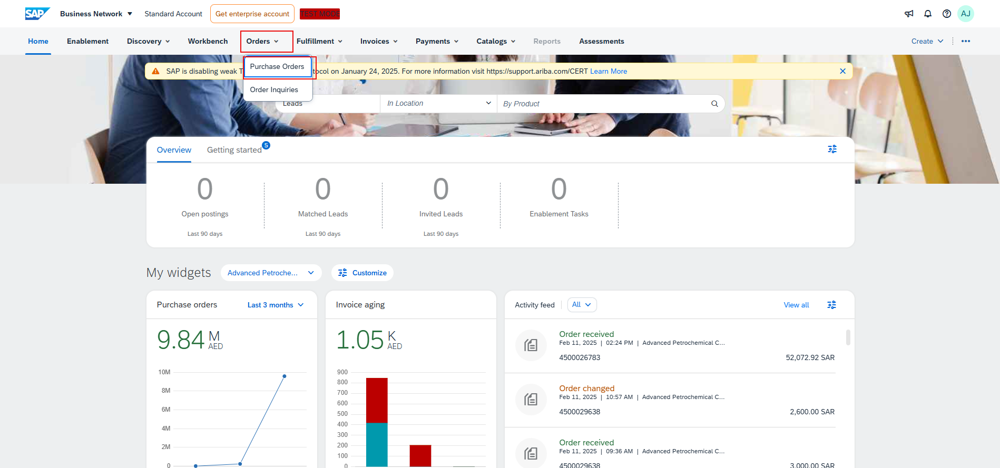 SAP Business Network Standard Account Get enterprise account TEST MODE AJ
Home Enablement Discovery Workbench Orders Fulfillment Invoices Payments Catalogs Reports Assessments Create
Purchase Orders
Order Inquiries
SAP is disabling weak T tocol on January 24, 2025. For more information visit https://support.ariba.com/CERT Learn More
Leads In Location By Product
Overview Getting started 5
0 0 0 0
Open postings Matched Leads Invited Leads Enablement Tasks
Last 90 days Last 90 days Last 90 days
My widgets Advanced Petroche... Customize
Purchase orders Last 3 months
9.84 M AED
10M
8M
6M
4M
2M
0
Invoice aging
1.05 K AED
900
800
700
600
500
400
300
200
100
0
Activity feed All View all
Order received
Feb 11, 2025 | 02:24 PM | Advanced Petrochemical C...
4500026783 52,072.92 SAR
Order changed
Feb 11, 2025 | 10:57 AM | Advanced Petrochemical C...
4500029638 2,600.00 SAR
Order received
Feb 11, 2025 | 09:36 AM | Advanced Petrochemical C...
4500029638 3,000.00 SAR